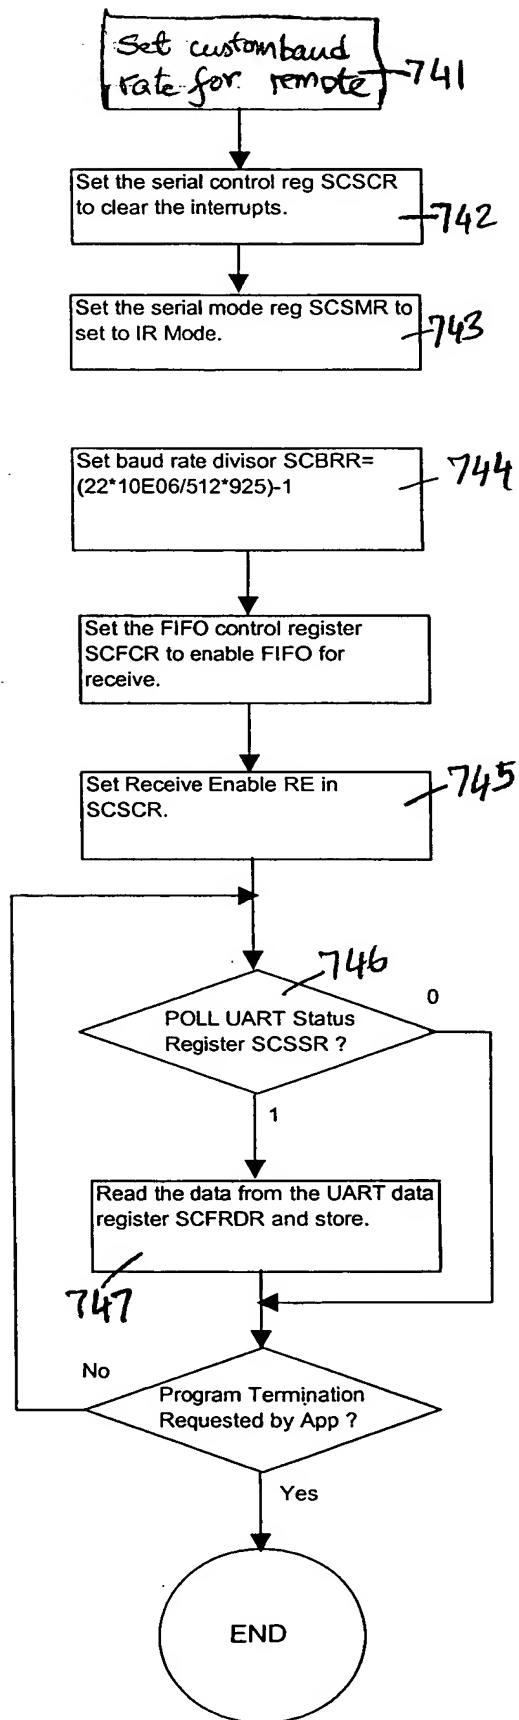 Set custombaud
rate for remote
741
Set the serial control reg SCSCR
to clear the interrupts.
742
Set the serial mode reg SCSMR to
set to IR Mode.
743
Set baud rate divisor SCBRR=
(22*10E06/512*925)-1
744
Set the FIFO control register
SCFCR to enable FIFO for
receive.
Set Receive Enable RE in
SCSCR.
745
746
POLL UART Status
Register SCSSR ?
0
1
Read the data from the UART data
register SCFRDR and store.
747
No
Program Termination
Requested by App ?
Yes
END